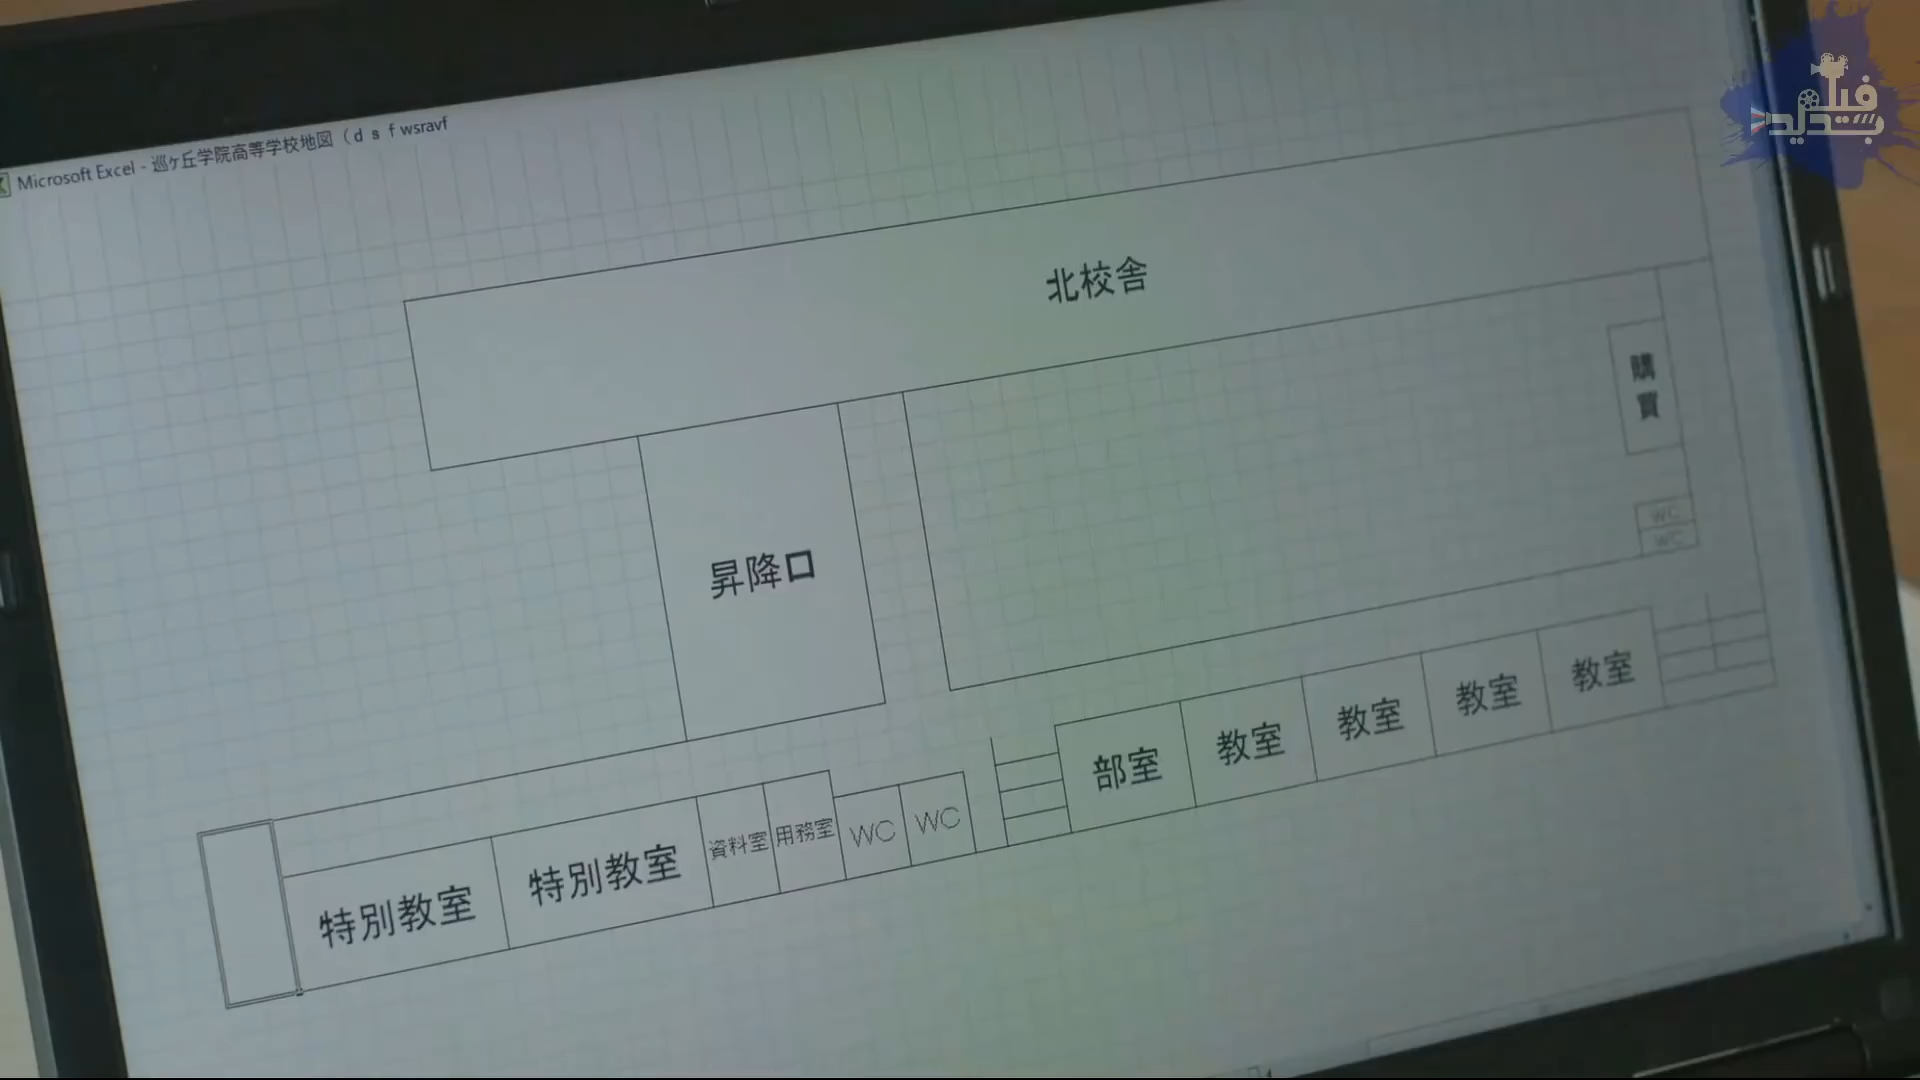 Microsoft Excel - 巡ヶ丘学院高等学校地図（ｄｓｆwsravf
فیلم
北校舎
購買
WC
WC
昇降口
教室
教室
教室
教室
部室
WC
WC
用務室
資料室
特別教室
特別教室